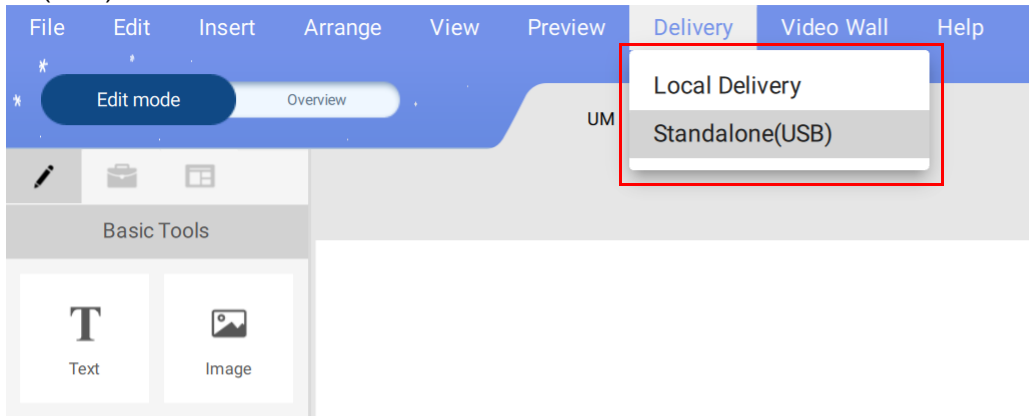 File Edit Insert Arrange View Preview Delivery Video Wall Help
Local Delivery
Edit mode Overview
UM
Standalone(USB)
Basic Tools
T
Text Image